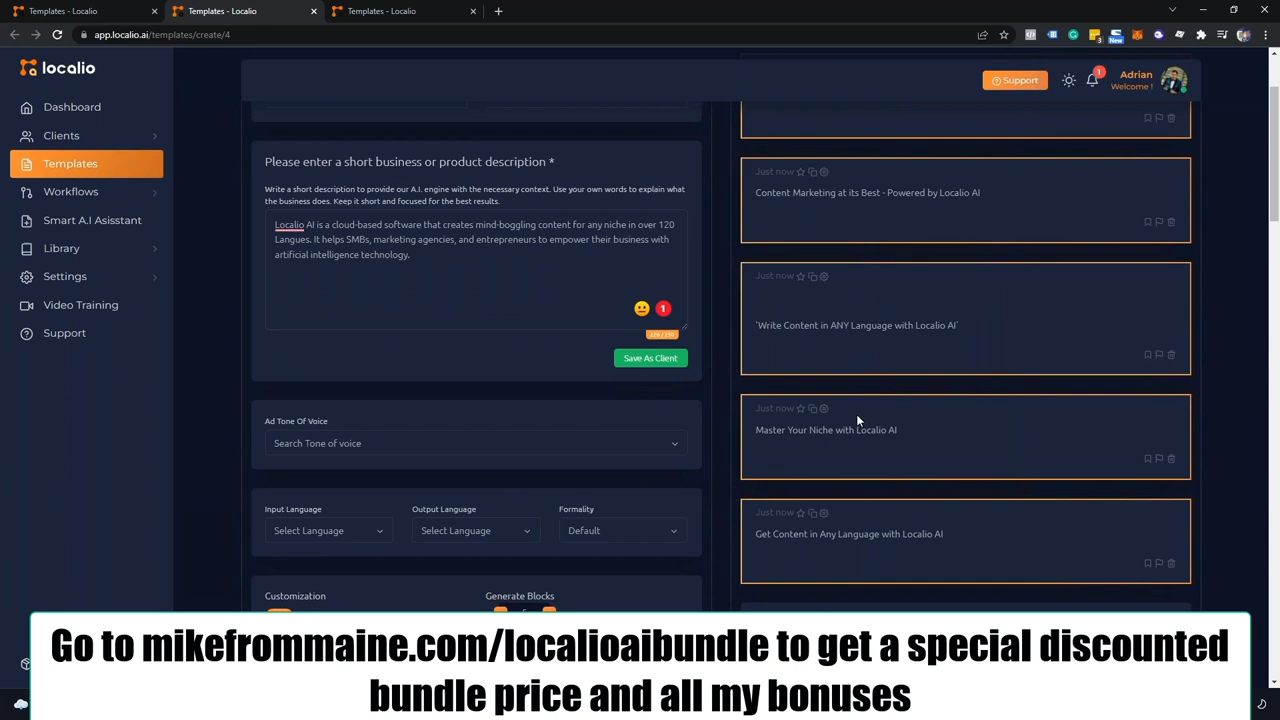 Templates - Localio
Templates - Localio
Templates - Localio
app.localio.ai/templates/create/4
New
localio
Support
1
Adrian
Welcome !
Dashboard
Clients
Templates
Workflows
Smart A.I Asisstant
Library
Settings
Video Training
Support
Please enter a short business or product description *
Write a short description to provide our A.I. engine with the necessary context. Use your own words to explain what
the business does. Keep it short and focused for the best results.
Localio AI is a cloud-based software that creates mind-boggling content for any niche in over 120
Langues. It helps SMBs, marketing agencies, and entrepreneurs to empower their business with
artificial intelligence technology.
1
Save As Client
Ad Tone Of Voice
Search Tone of voice
Input Language
Output Language
Formality
Select Language
Select Language
Default
Customization
Generate Blocks
Just now
Content Marketing at its Best - Powered by Localio AI
Just now
'Write Content in ANY Language with Localio AI'
Just now
Master Your Niche with Localio AI
Just now
Get Content in Any Language with Localio AI
Go to mikefrommaine.com/localioaibundle to get a special discounted
bundle price and all my bonuses